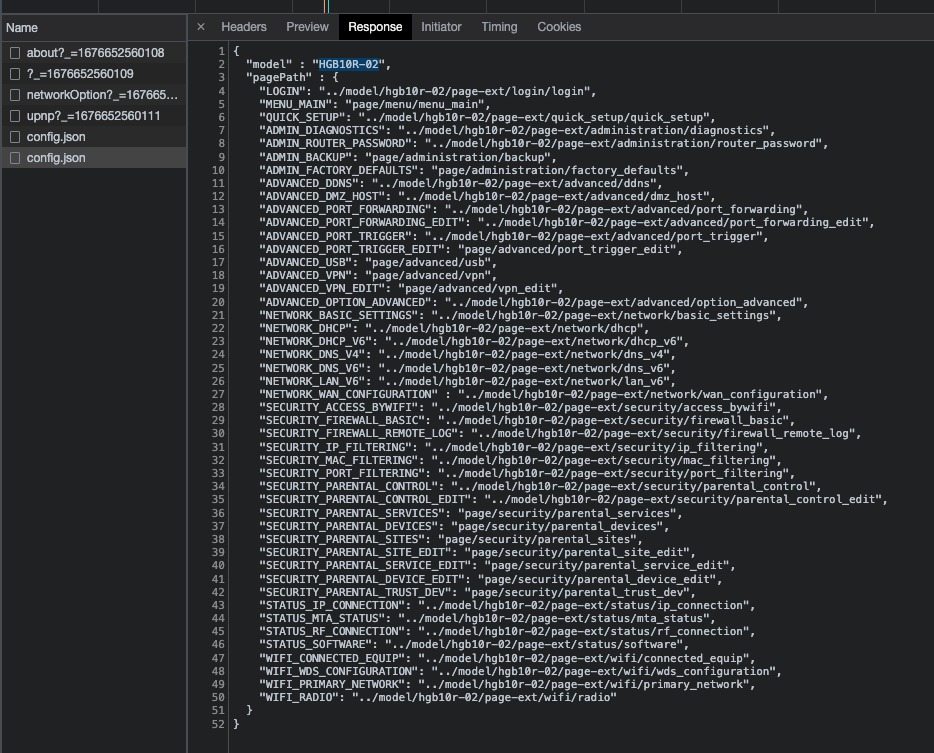 Name
about?_=1676652560108
?_=1676652560109
networkOption?_=167665...
upnp?_=1676652560111
config.json
config.json
× Headers Preview Response Initiator Timing Cookies
1 {
2 "model" : "HGB10R-02",
3 "pagePath" : {
4 "LOGIN": "../model/hgb10r-02/page-ext/login/login",
5 "MENU_MAIN": "page/menu/menu_main",
6 "QUICK_SETUP": "../model/hgb10r-02/page-ext/quick_setup/quick_setup",
7 "ADMIN_DIAGNOSTICS": "../model/hgb10r-02/page-ext/administration/diagnostics",
8 "ADMIN_ROUTER_PASSWORD": "../model/hgb10r-02/page-ext/administration/router_password",
9 "ADMIN_BACKUP": "page/administration/backup",
10 "ADMIN_FACTORY_DEFAULTS": "page/administration/factory_defaults",
11 "ADVANCED_DDNS": "../model/hgb10r-02/page-ext/advanced/ddns",
12 "ADVANCED_DMZ_HOST": "../model/hgb10r-02/page-ext/advanced/dmz_host",
13 "ADVANCED_PORT_FORWARDING": "../model/hgb10r-02/page-ext/advanced/port_forwarding",
14 "ADVANCED_PORT_FORWARDING_EDIT": "../model/hgb10r-02/page-ext/advanced/port_forwarding_edit",
15 "ADVANCED_PORT_TRIGGER": "../model/hgb10r-02/page-ext/advanced/port_trigger",
16 "ADVANCED_PORT_TRIGGER_EDIT": "page/advanced/port_trigger_edit",
17 "ADVANCED_USB": "page/advanced/usb",
18 "ADVANCED_VPN": "page/advanced/vpn",
19 "ADVANCED_VPN_EDIT": "page/advanced/vpn_edit",
20 "ADVANCED_OPTION_ADVANCED": "../model/hgb10r-02/page-ext/advanced/option_advanced",
21 "NETWORK_BASIC_SETTINGS": "../model/hgb10r-02/page-ext/network/basic_settings",
22 "NETWORK_DHCP": "../model/hgb10r-02/page-ext/network/dhcp",
23 "NETWORK_DHCP_V6": "../model/hgb10r-02/page-ext/network/dhcp_v6",
24 "NETWORK_DNS_V4": "../model/hgb10r-02/page-ext/network/dns_v4",
25 "NETWORK_DNS_V6": "../model/hgb10r-02/page-ext/network/dns_v6",
26 "NETWORK_LAN_V6": "../model/hgb10r-02/page-ext/network/lan_v6",
27 "NETWORK_WAN_CONFIGURATION" : "../model/hgb10r-02/page-ext/network/wan_configuration",
28 "SECURITY_ACCESS_BYWIFI": "../model/hgb10r-02/page-ext/security/access_bywifi",
29 "SECURITY_FIREWALL_BASIC": "../model/hgb10r-02/page-ext/security/firewall_basic",
30 "SECURITY_FIREWALL_REMOTE_LOG": "../model/hgb10r-02/page-ext/security/firewall_remote_log",
31 "SECURITY_IP_FILTERING": "../model/hgb10r-02/page-ext/security/ip_filtering",
32 "SECURITY_MAC_FILTERING": "../model/hgb10r-02/page-ext/security/mac_filtering",
33 "SECURITY_PORT_FILTERING": "../model/hgb10r-02/page-ext/security/port_filtering",
34 "SECURITY_PARENTAL_CONTROL": "../model/hgb10r-02/page-ext/security/parental_control",
35 "SECURITY_PARENTAL_CONTROL_EDIT": "../model/hgb10r-02/page-ext/security/parental_control_edit",
36 "SECURITY_PARENTAL_SERVICES": "page/security/parental_services",
37 "SECURITY_PARENTAL_DEVICES": "page/security/parental_devices",
38 "SECURITY_PARENTAL_SITES": "page/security/parental_sites",
39 "SECURITY_PARENTAL_SITE_EDIT": "page/security/parental_site_edit",
40 "SECURITY_PARENTAL_SERVICE_EDIT": "page/security/parental_service_edit",
41 "SECURITY_PARENTAL_DEVICE_EDIT": "page/security/parental_device_edit",
42 "SECURITY_PARENTAL_TRUST_DEV": "page/security/parental_trust_dev",
43 "STATUS_IP_CONNECTION": "../model/hgb10r-02/page-ext/status/ip_connection",
44 "STATUS_MTA_STATUS": "../model/hgb10r-02/page-ext/status/mta_status",
45 "STATUS_RF_CONNECTION": "../model/hgb10r-02/page-ext/status/rf_connection",
46 "STATUS_SOFTWARE": "../model/hgb10r-02/page-ext/status/software",
47 "WIFI_CONNECTED_EQUIP": "../model/hgb10r-02/page-ext/wifi/connected_equip",
48 "WIFI_WDS_CONFIGURATION": "../model/hgb10r-02/page-ext/wifi/wds_configuration",
49 "WIFI_PRIMARY_NETWORK": "../model/hgb10r-02/page-ext/wifi/primary_network",
50 "WIFI_RADIO": "../model/hgb10r-02/page-ext/wifi/radio"
51 }
52 }